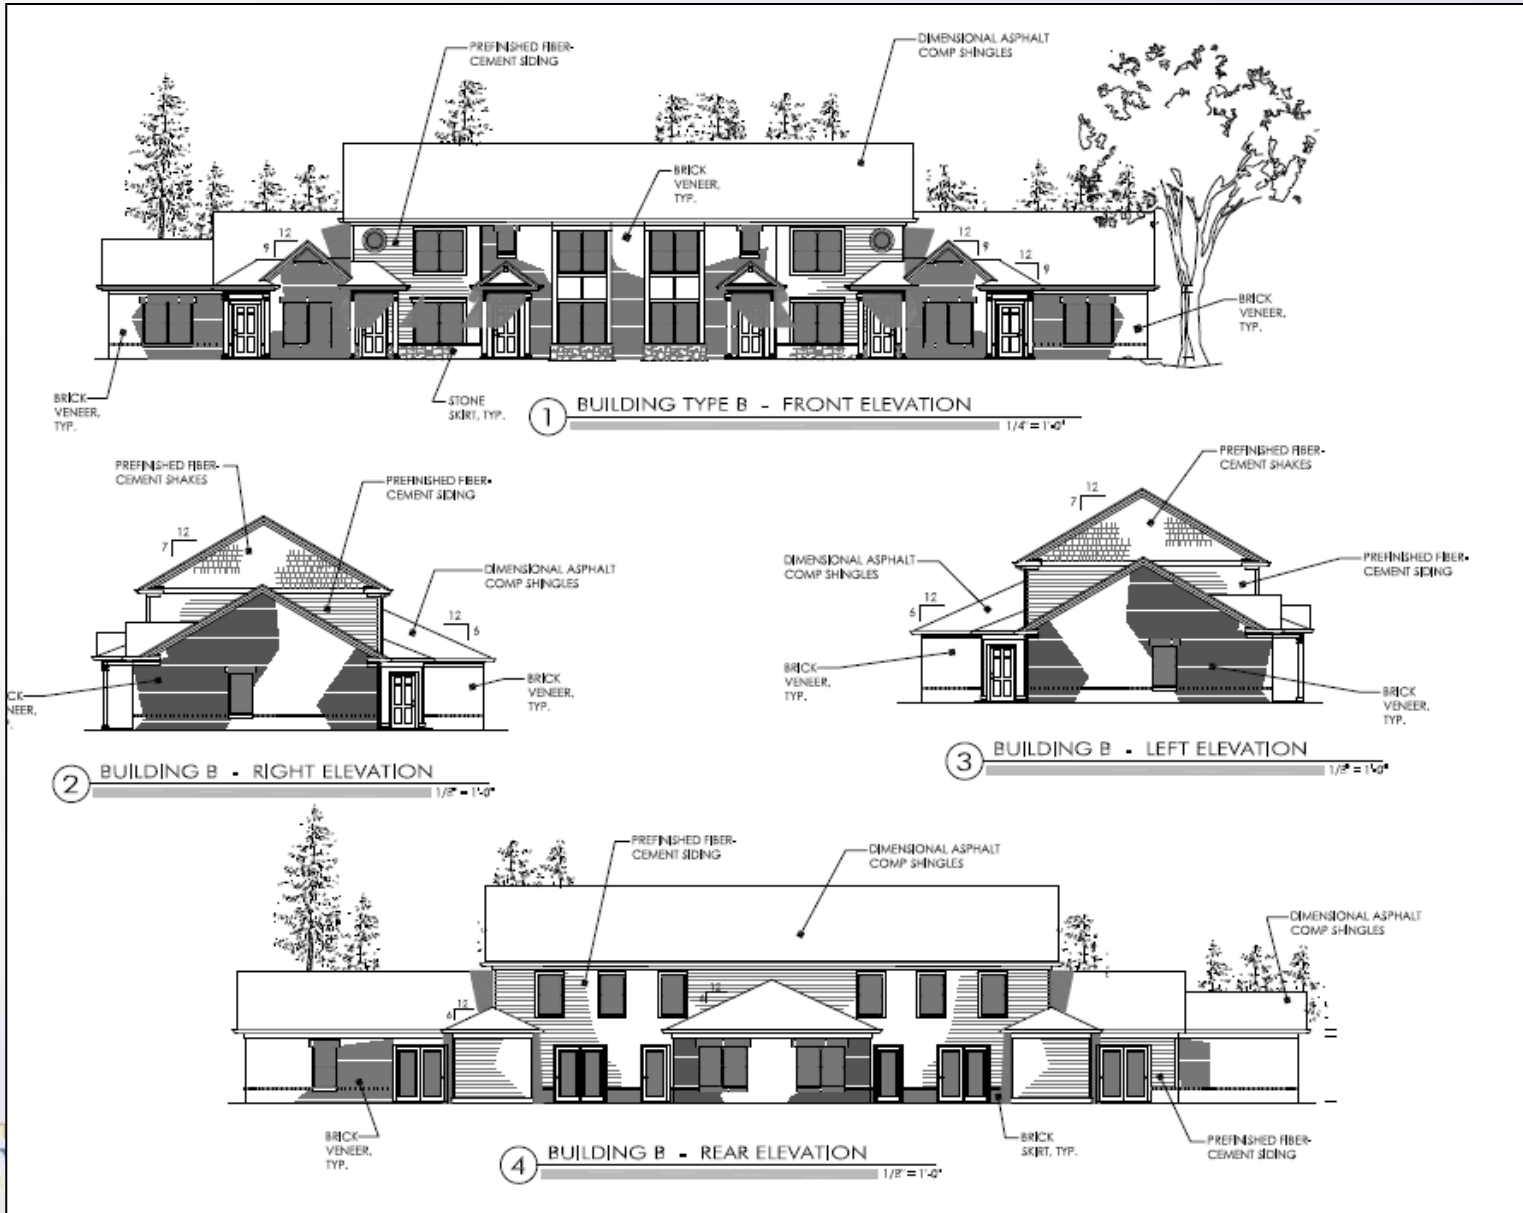 PREFINISHED FIBER-
CEMENT SIDING
DIMENSIONAL ASPHALT
COMP SHINGLES
BRICK
VENEER,
TYP.
12
9
12
9
12
9
BRICK
VENEER,
TYP.
BRICK
VENEER,
TYP.
STONE
SKIRT, TYP.
1
BUILDING TYPE B - FRONT ELEVATION
1/4" = 1'-0"
PREFINISHED FIBER-
CEMENT SHAKES
PREFINISHED FIBER-
CEMENT SIDING
12
7
DIMENSIONAL ASPHALT
COMP SHINGLES
12
6
BRICK
VENEER,
TYP.
CK
NEER,
2
BUILDING B - RIGHT ELEVATION
1/8" = 1'-0"
PREFINISHED FIBER-
CEMENT SHAKES
12
7
DIMENSIONAL ASPHALT
COMP SHINGLES
PREFINISHED FIBER-
CEMENT SIDING
12
6
BRICK
VENEER,
TYP.
BRICK
VENEER,
TYP.
3
BUILDING B - LEFT ELEVATION
1/8" = 1'-0"
PREFINISHED FIBER-
CEMENT SIDING
DIMENSIONAL ASPHALT
COMP SHINGLES
DIMENSIONAL ASPHALT
COMP SHINGLES
12
6
12
6
BRICK
VENEER,
TYP.
BRICK
SKIRT, TYP.
PREFINISHED FIBER-
CEMENT SIDING
4
BUILDING B - REAR ELEVATION
1/8" = 1'-0"